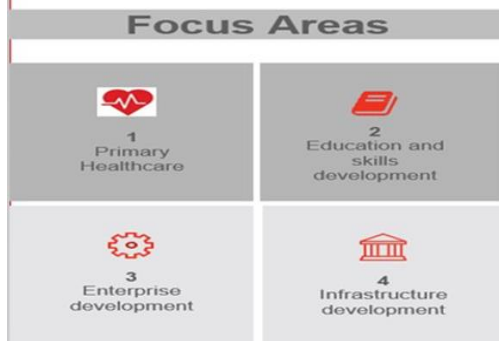 Focus Areas
1
Primary
Healthcare
2
Education and
skills
development
3
Enterprise
development
4
Infrastructure
development